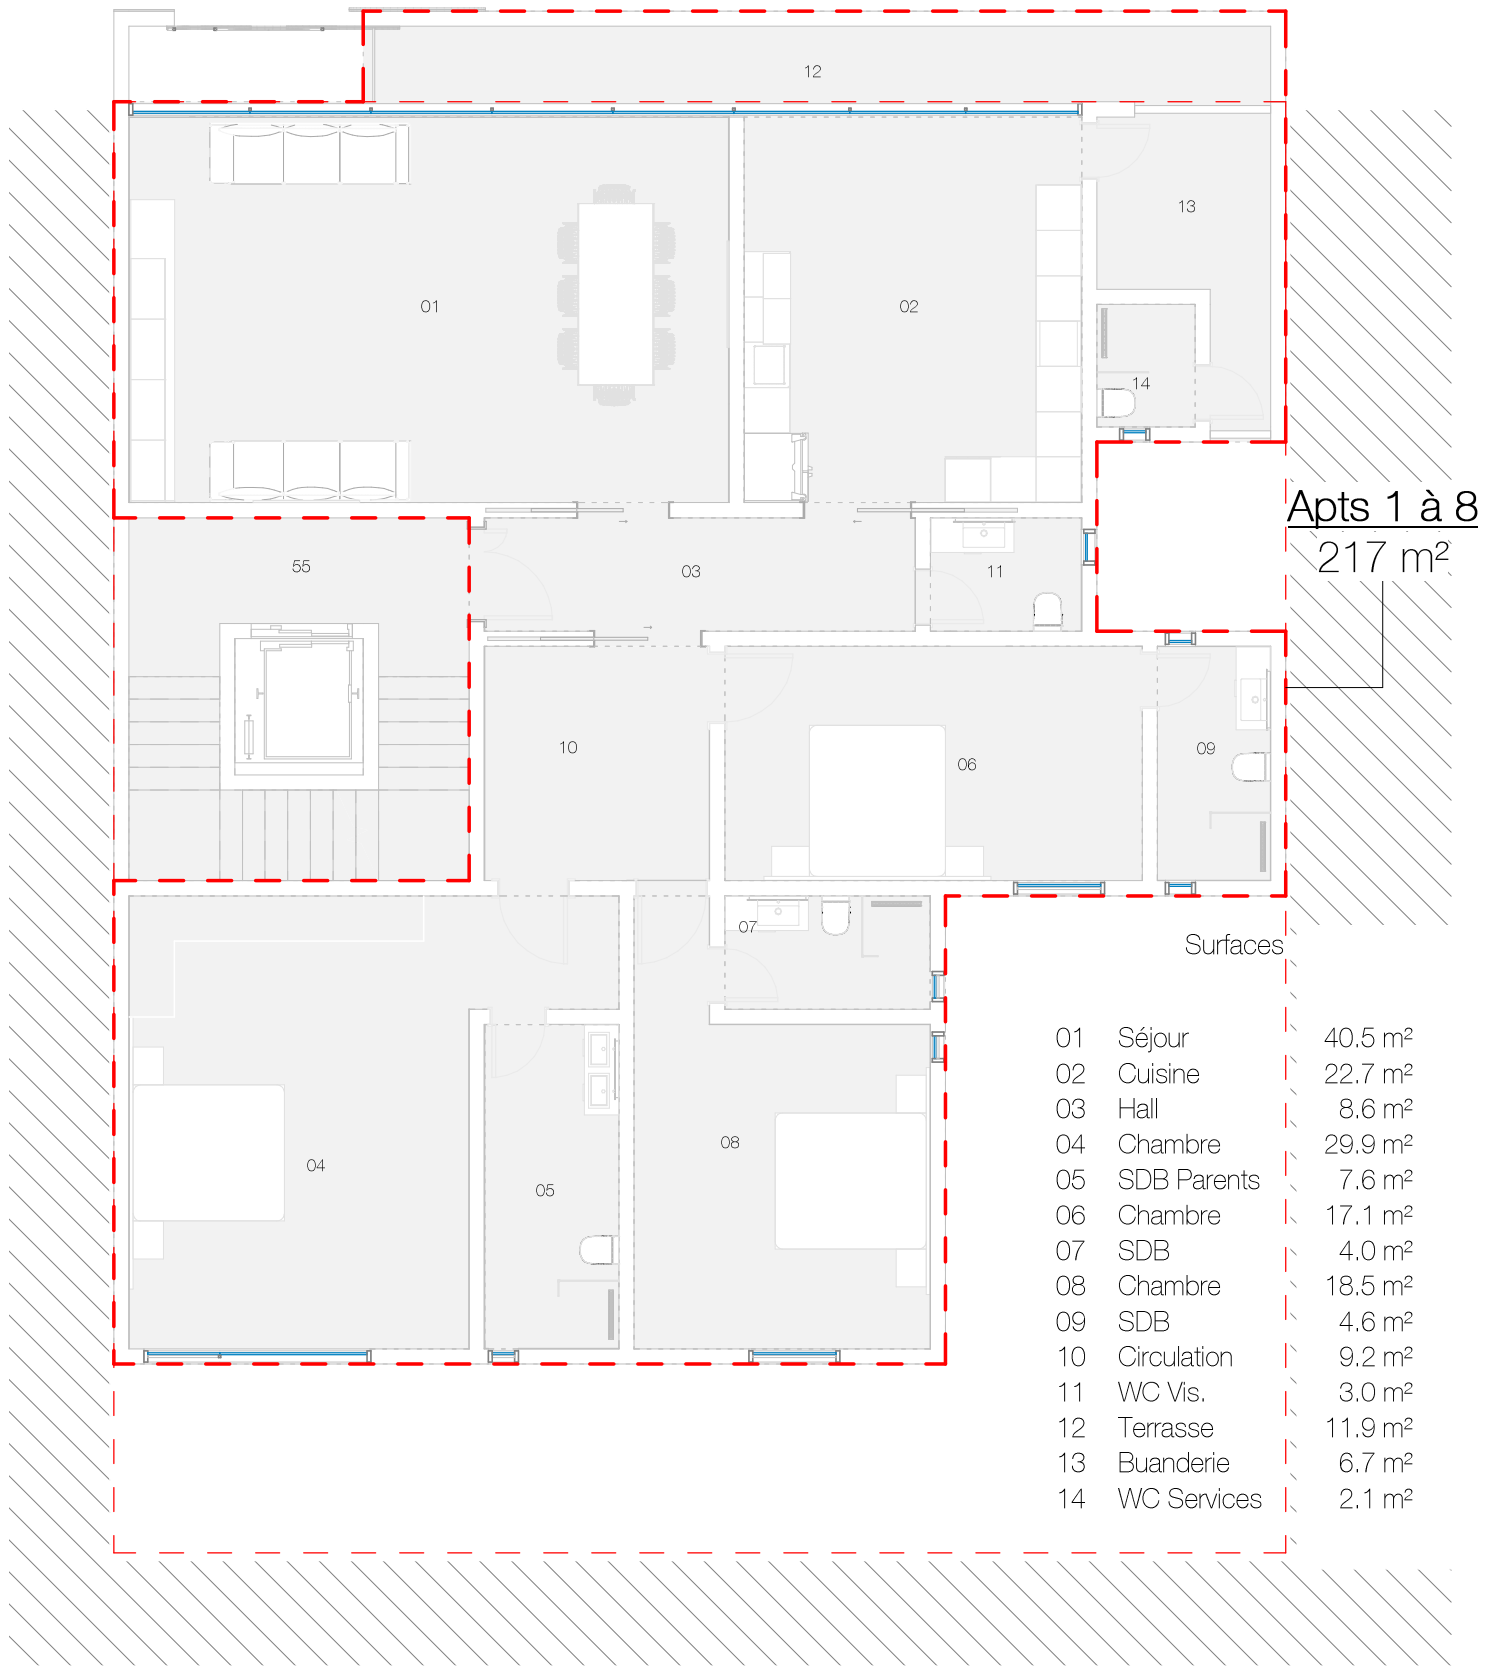 12
13
01
02
14
Apts 1 à 8
217 m²
55
03
11
10
06
09
07
Surfaces
01 Séjour 40.5 m²
02 Cuisine 22.7 m²
03 Hall 8.6 m²
04 Chambre 29.9 m²
05 SDB Parents 7.6 m²
06 Chambre 17.1 m²
07 SDB 4.0 m²
08 Chambre 18.5 m²
09 SDB 4.6 m²
10 Circulation 9.2 m²
11 WC Vis. 3.0 m²
12 Terrasse 11.9 m²
13 Buanderie 6.7 m²
14 WC Services 2.1 m²
08
04
05